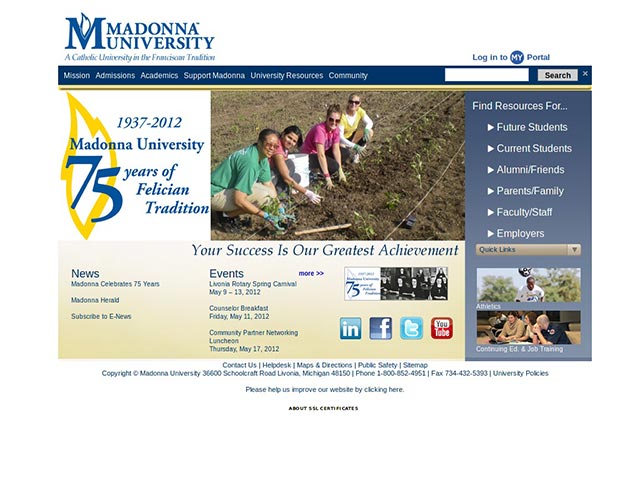 MADONNA
UNIVERSITY
A Catholic University in the Franciscan Tradition
Log in to MY Portal
Mission Admissions Academics Support Madonna University Resources Community
Search ×
1937-2012
Madonna University
75 years of
Felician
Tradition
Your Success Is Our Greatest Achievement
Find Resources For...
Future Students
Current Students
Alumni/Friends
Parents/Family
Faculty/Staff
Employers
Quick Links
Athletics
Continuing Ed. & Job Training
News
Madonna Celebrates 75 Years
Madonna Herald
Subscribe to E-News
Events more >>
Livonia Rotary Spring Carnival
May 9 – 13, 2012
Counselor Breakfast
Friday, May 11, 2012
Community Partner Networking
Luncheon
Thursday, May 17, 2012
1937-2012
Madonna University
75 years of
Felician
Tradition
in f t You Tube
Contact Us | Helpdesk | Maps & Directions | Public Safety | Sitemap
Copyright © Madonna University 36600 Schoolcraft Road Livonia, Michigan 48150 | Phone 1-800-852-4951 | Fax 734-432-5393 | University Policies
Please help us improve our website by clicking here.
ABOUT SSL CERTIFICATES